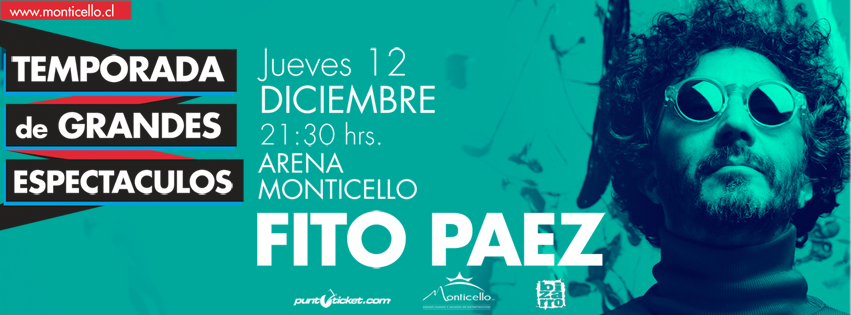 www.monticello.cl
TEMPORADA
de GRANDES
ESPECTACULOS
Jueves 12
DICIEMBRE
21:30 hrs.
ARENA
MONTICELLO
FITO PAEZ
puntoticket.com
Monticello
bizarro